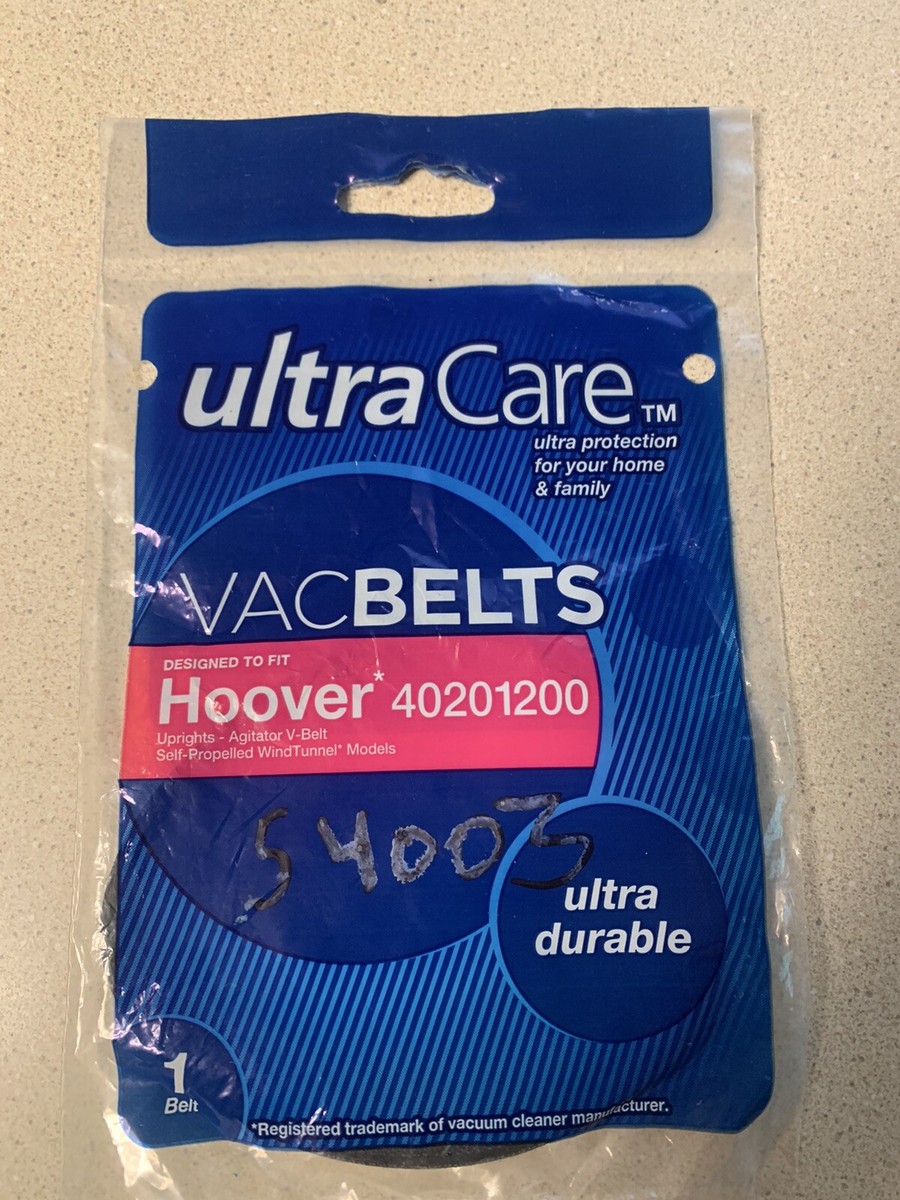 ultraCare™
ultra protection
for your home
& family
VACBELTS
DESIGNED TO FIT
Hoover* 40201200
Uprights - Agitator V-Belt
Self-Propelled WindTunnel* Models
54003
ultra
durable
1
Belt
*Registered trademark of vacuum cleaner manufacturer.